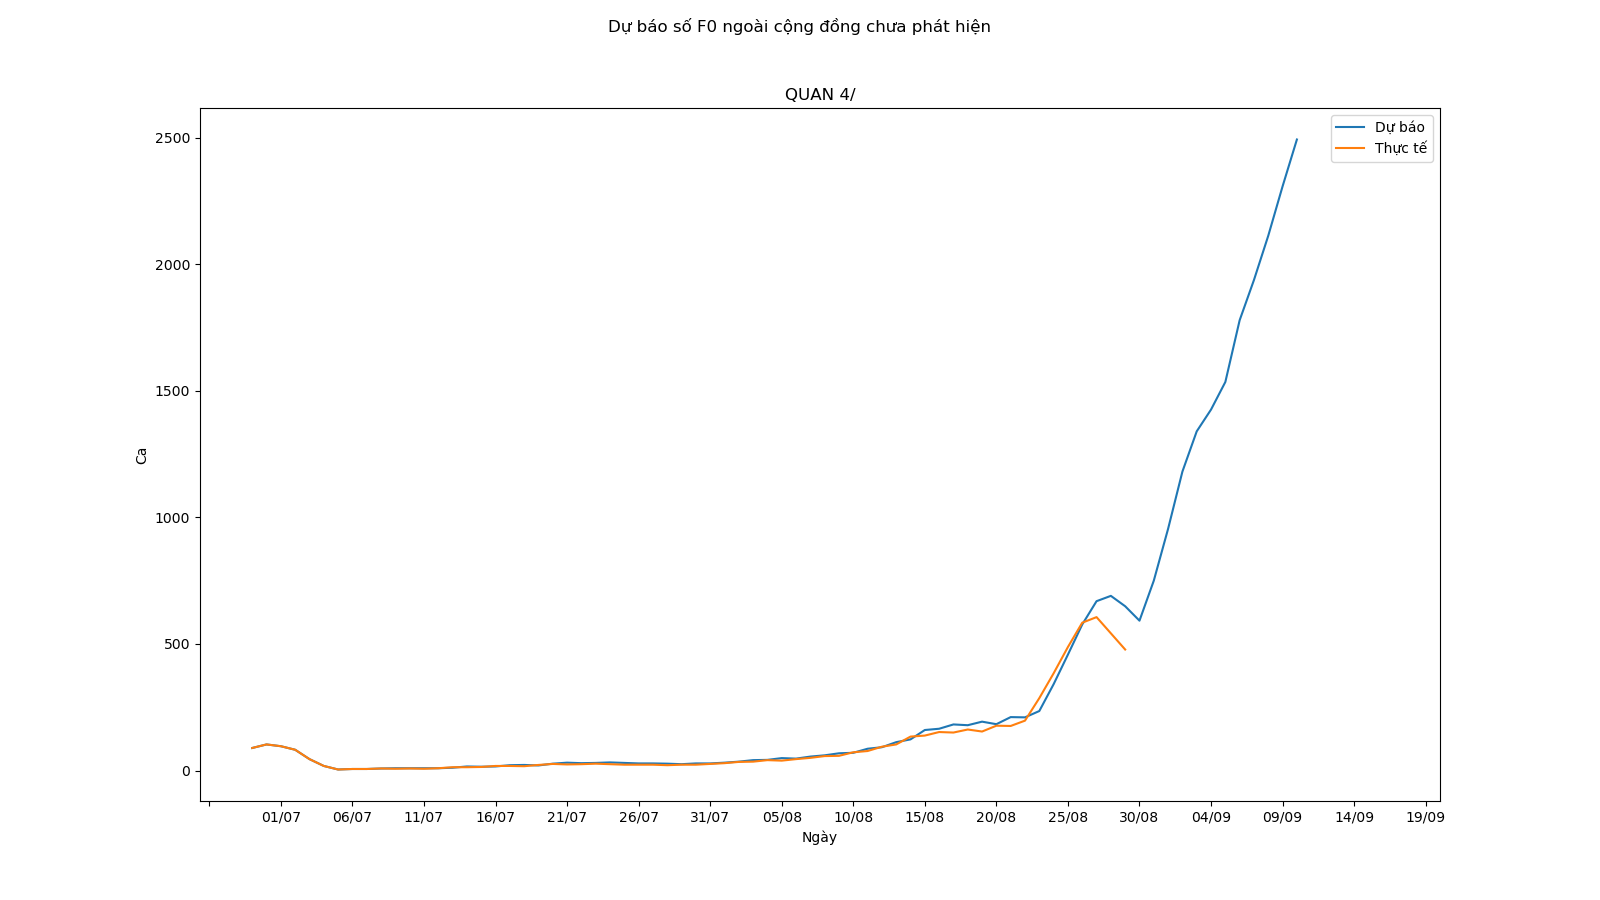 Dự báo số F0 ngoài cộng đồng chưa phát hiện
QUAN 4/
Dự báo
Thực tế
2500
2000
1500
1000
500
0
Ca
01/07 06/07 11/07 16/07 21/07 26/07 31/07 05/08 10/08 15/08 20/08 25/08 30/08 04/09 09/09 14/09 19/09
Ngày